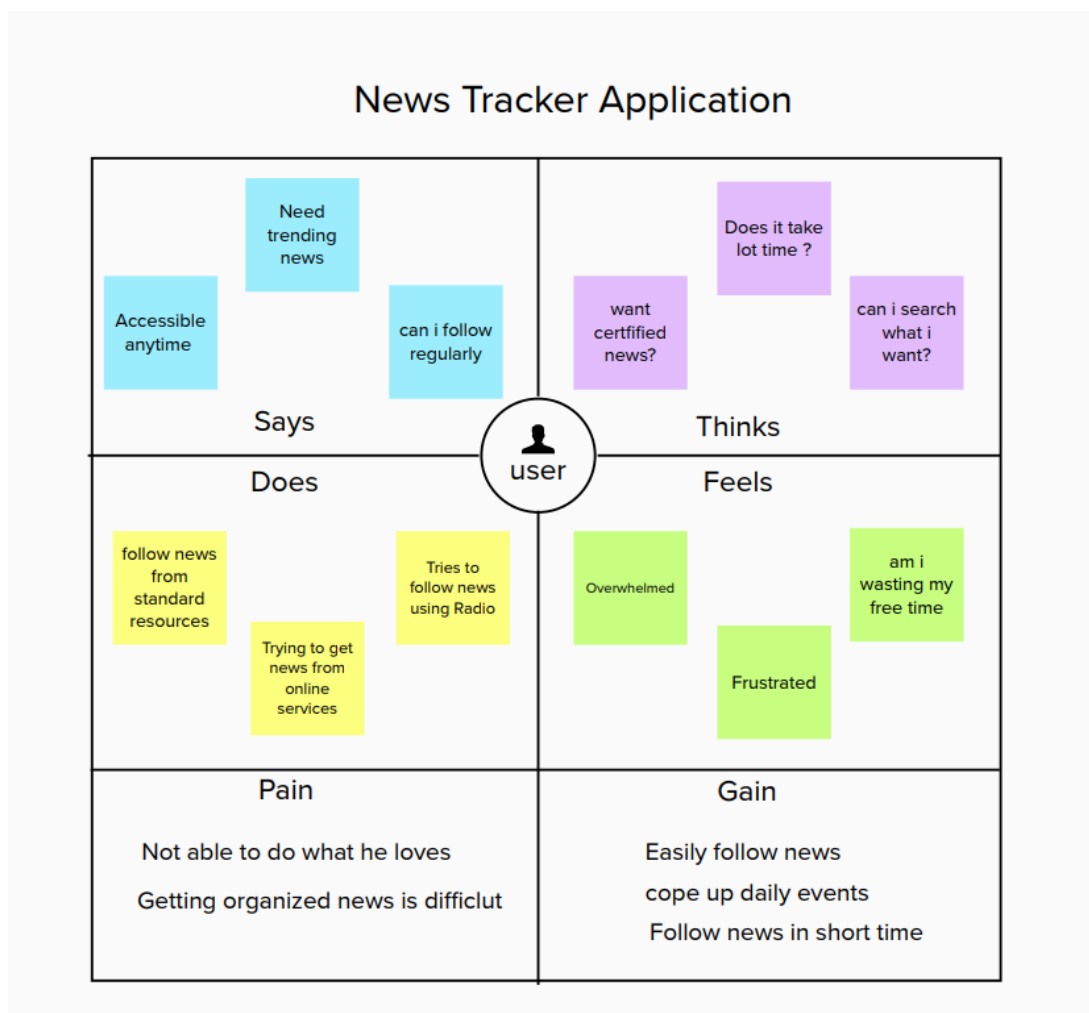 News Tracker Application
Need
trending
news
Accessible
anytime
can i follow
regularly
Says
Does it take
lot time ?
want
certfified
news?
can i search
what i
want?
Thinks
user
Does
follow news
from
standard
resources
Trying to get
news from
online
services
Tries to
follow news
using Radio
Feels
Overwhelmed
Frustrated
am i
wasting my
free time
Pain
Not able to do what he loves
Getting organized news is difficlut
Gain
Easily follow news
cope up daily events
Follow news in short time